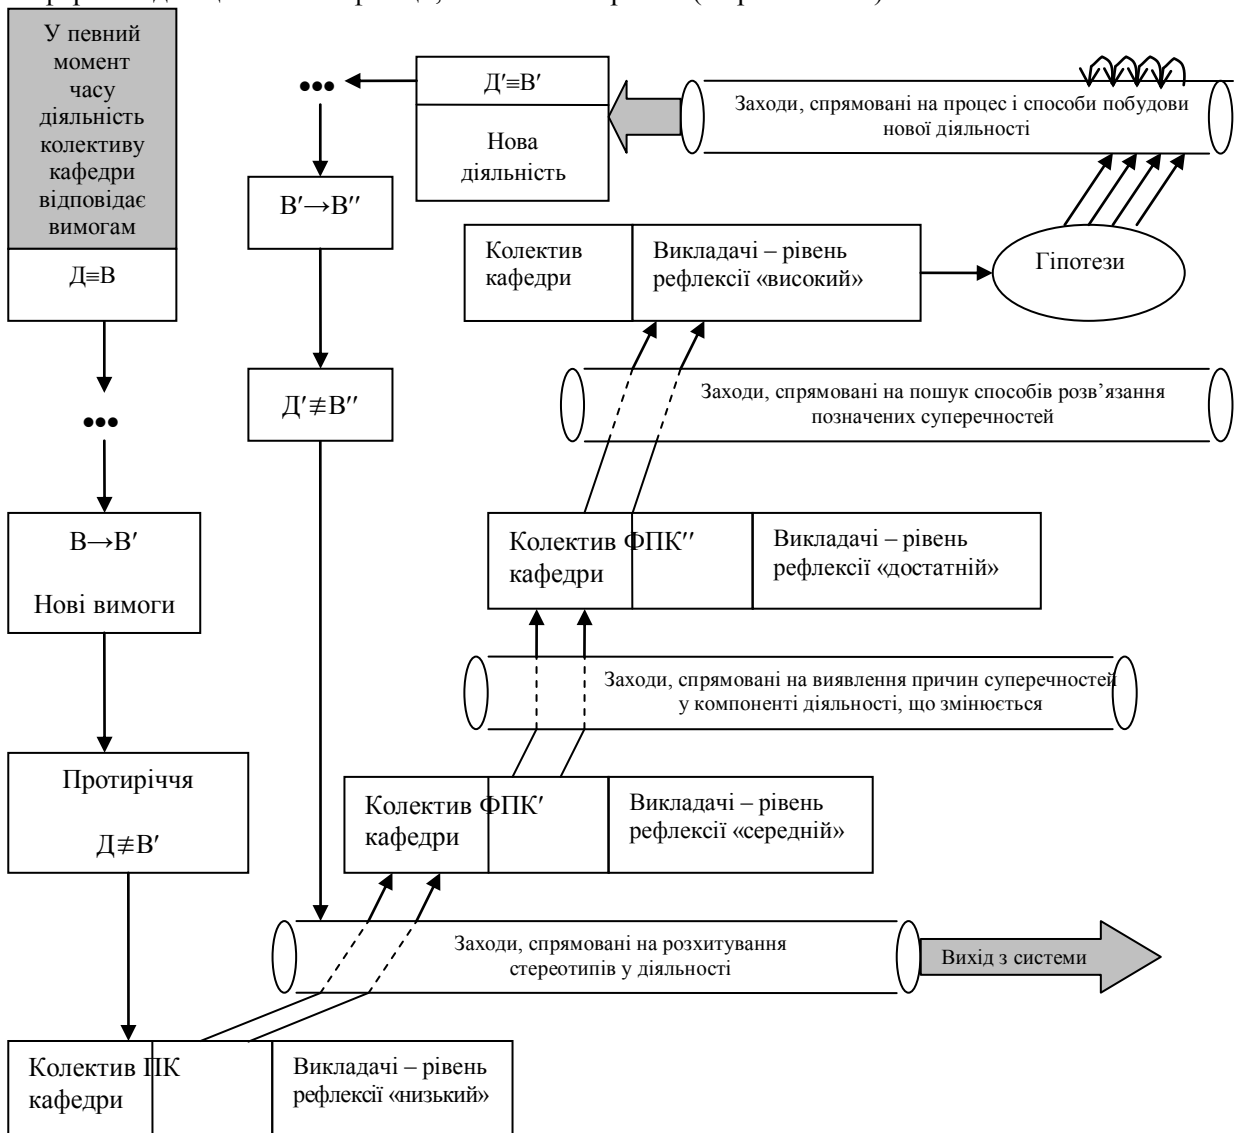 У певний
момент
часу
діяльність
колективу
кафедри
відповідає
вимогам
Д≡В
•••
В→В′
Нові вимоги
Протиріччя
Д≢В′
Колектив ПК
кафедри
Викладачі – рівень
рефлексії «низький»
•••
В′→В′′
Д′≢В′′
Д′≡В′
Нова
діяльність
Заходи, спрямовані на процес і способи побудови
нової діяльності
Колектив
кафедри
Викладачі – рівень
рефлексії «високий»
Гіпотези
Заходи, спрямовані на пошук способів розв’язання
позначених суперечностей
Колектив ФПК′′
кафедри
Викладачі – рівень
рефлексії «достатній»
Заходи, спрямовані на виявлення причин суперечностей
у компоненті діяльності, що змінюється
Колектив ФПК′
кафедри
Викладачі – рівень
рефлексії «середній»
Заходи, спрямовані на розхитування
стереотипів у діяльності
Вихід з системи